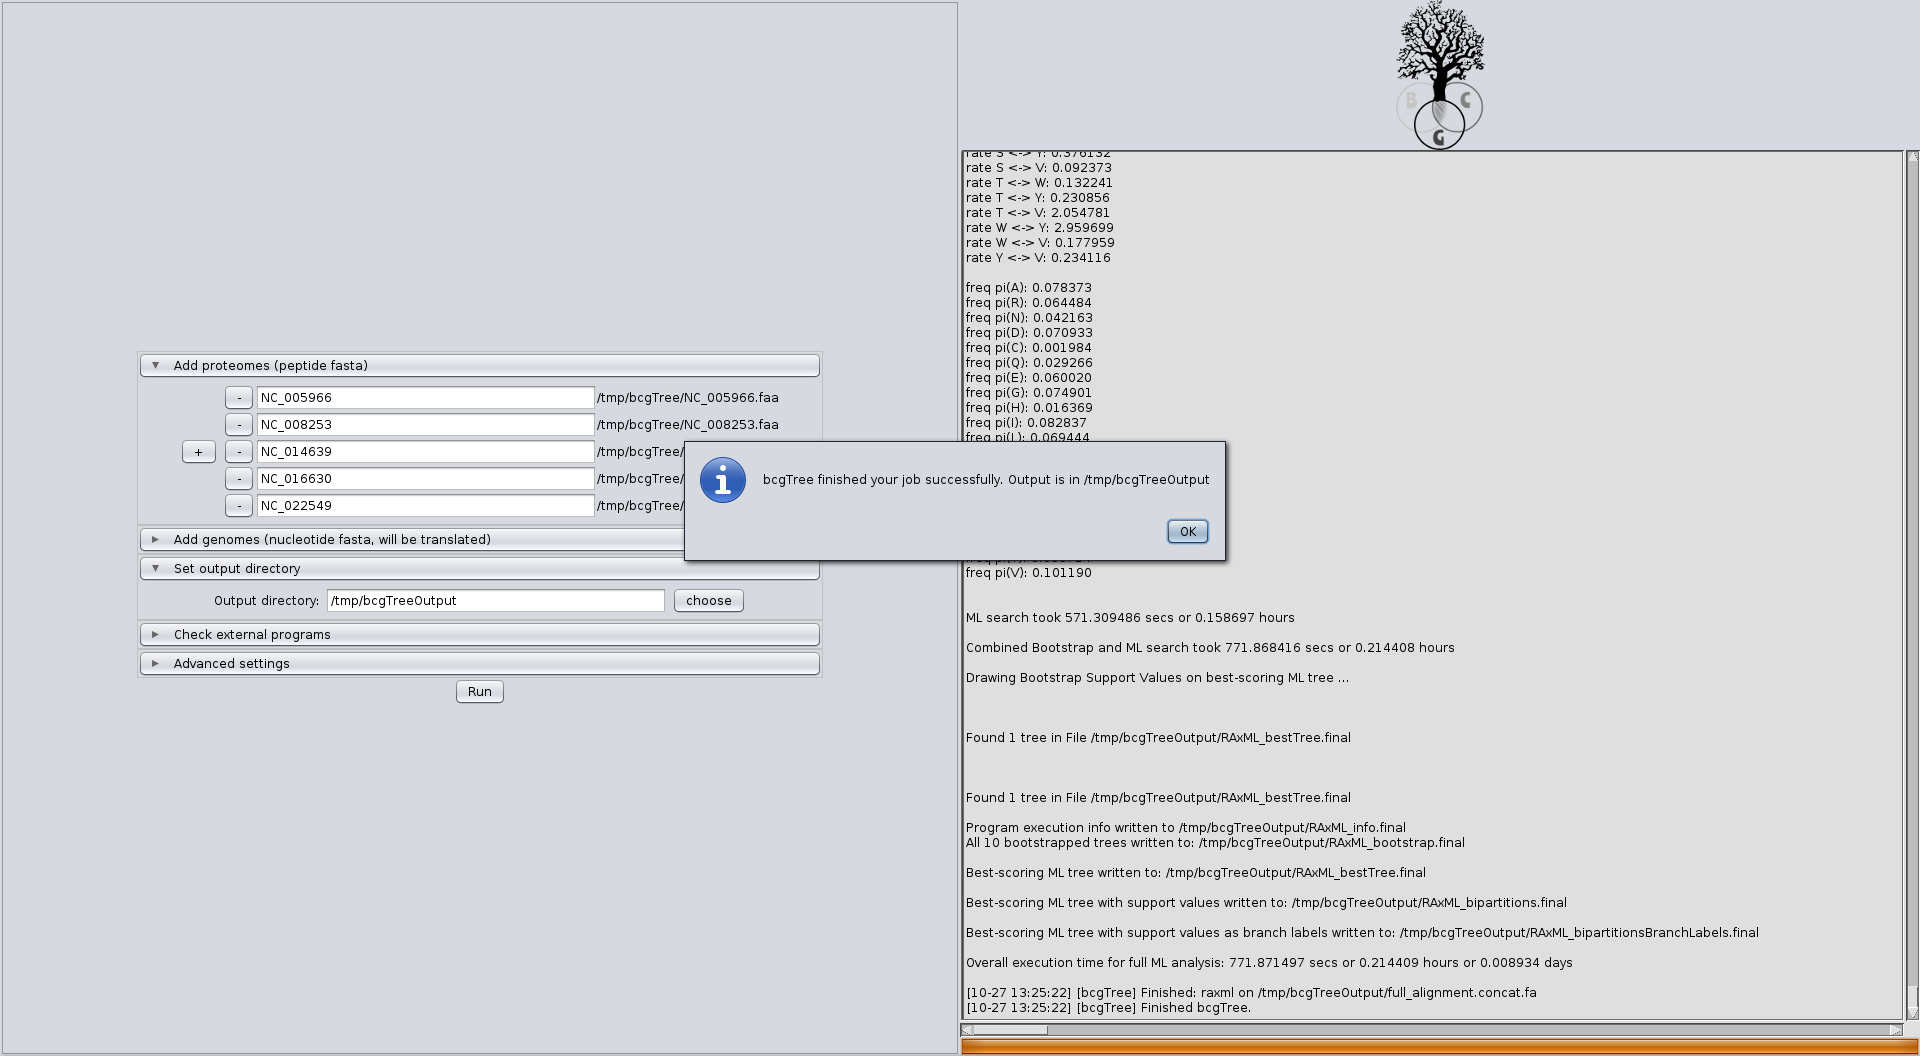 B C
G
Add proteomes (peptide fasta)
- NC_005966 /tmp/bcgTree/NC_005966.faa
- NC_008253 /tmp/bcgTree/NC_008253.faa
+ - NC_014639 /tmp/bcgTree/
- NC_016630 /tmp/bcgTree/
- NC_022549 /tmp/bcgTree/
Add genomes (nucleotide fasta, will be translated)
Set output directory
Output directory: /tmp/bcgTreeOutput choose
Check external programs
Advanced settings
Run
bcgTree finished your job successfully. Output is in /tmp/bcgTreeOutput
OK
rate S <-> Y: 0.376132
rate S <-> V: 0.092373
rate T <-> W: 0.132241
rate T <-> Y: 0.230856
rate T <-> V: 2.054781
rate W <-> Y: 2.959699
rate W <-> V: 0.177959
rate Y <-> V: 0.234116
freq pi(A): 0.078373
freq pi(R): 0.064484
freq pi(N): 0.042163
freq pi(D): 0.070933
freq pi(C): 0.001984
freq pi(Q): 0.029266
freq pi(E): 0.060020
freq pi(G): 0.074901
freq pi(H): 0.016369
freq pi(I): 0.082837
freq pi(L): 0.069444
freq pi(V): 0.101190
ML search took 571.309486 secs or 0.158697 hours
Combined Bootstrap and ML search took 771.868416 secs or 0.214408 hours
Drawing Bootstrap Support Values on best-scoring ML tree ...
Found 1 tree in File /tmp/bcgTreeOutput/RAxML_bestTree.final
Found 1 tree in File /tmp/bcgTreeOutput/RAxML_bestTree.final
Program execution info written to /tmp/bcgTreeOutput/RAxML_info.final
All 10 bootstrapped trees written to: /tmp/bcgTreeOutput/RAxML_bootstrap.final
Best-scoring ML tree written to: /tmp/bcgTreeOutput/RAxML_bestTree.final
Best-scoring ML tree with support values written to: /tmp/bcgTreeOutput/RAxML_bipartitions.final
Best-scoring ML tree with support values as branch labels written to: /tmp/bcgTreeOutput/RAxML_bipartitionsBranchLabels.final
Overall execution time for full ML analysis: 771.871497 secs or 0.214409 hours or 0.008934 days
[10-27 13:25:22] [bcgTree] Finished: raxml on /tmp/bcgTreeOutput/full_alignment.concat.fa
[10-27 13:25:22] [bcgTree] Finished bcgTree.